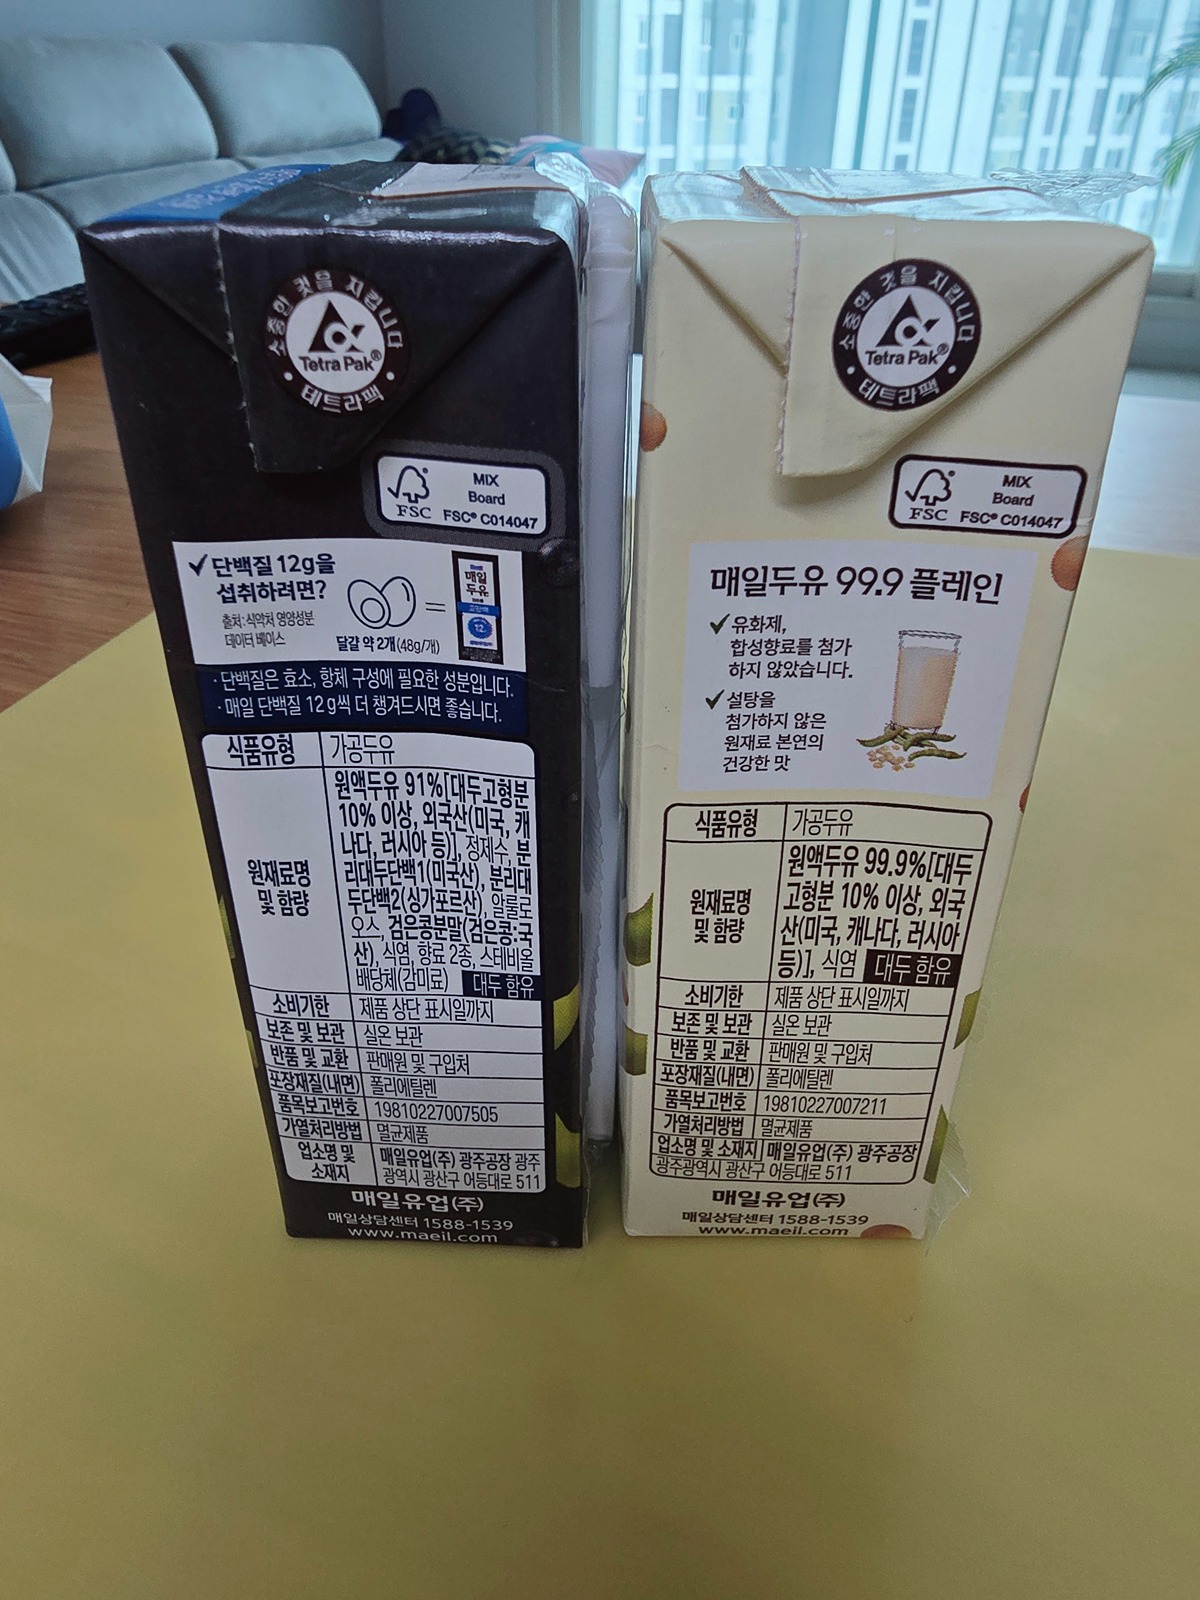 소중한 것을 지킵니다
Tetra Pak®
테트라팩
FSC®
MIX
Board
FSC® C014047
단백질 12g을
섭취하려면?
출처: 식약처 영양성분
데이터 베이스
달걀 약 2개(48g/개)
=
매일
두유
고단백
12
· 단백질은 효소, 항체 구성에 필요한 성분입니다.
· 매일 단백질 12g씩 더 챙겨드시면 좋습니다.
식품유형 가공두유
원재료명 및 함량
원액두유 91%[대두고형분
10% 이상, 외국산(미국, 캐
나다, 러시아 등)], 정제수, 분
리대두단백1(미국산), 분리대
두단백2(싱가포르산), 알룰로
오스, 검은콩분말(검은콩:국
산), 식염, 향료 2종, 스테비올
배당체(감미료) 대두 함유
소비기한 제품 상단 표시일까지
보존 및 보관 실온 보관
반품 및 교환 판매원 및 구입처
포장재질(내면) 폴리에틸렌
품목보고번호 19810227007505
가열처리방법 멸균제품
업소명 및 소재지
매일유업(주) 광주공장 광주
광역시 광산구 어등대로 511
매일유업(주)
매일상담센터 1588-1539
www.maeil.com
소중한 것을 지킵니다
Tetra Pak®
테트라팩
FSC®
MIX
Board
FSC® C014047
매일두유 99.9 플레인
유화제,
합성향료를 첨가
하지 않았습니다.
설탕을
첨가하지 않은
원재료 본연의
건강한 맛
식품유형 가공두유
원재료명 및 함량
원액두유 99.9%[대두
고형분 10% 이상, 외국
산(미국, 캐나다, 러시아
등)], 식염 대두 함유
소비기한 제품 상단 표시일까지
보존 및 보관 실온 보관
반품 및 교환 판매원 및 구입처
포장재질(내면) 폴리에틸렌
품목보고번호 19810227007211
가열처리방법 멸균제품
업소명 및 소재지 매일유업(주) 광주공장
광주광역시 광산구 어등대로 511
매일유업(주)
매일상담센터 1588-1539
www.maeil.com